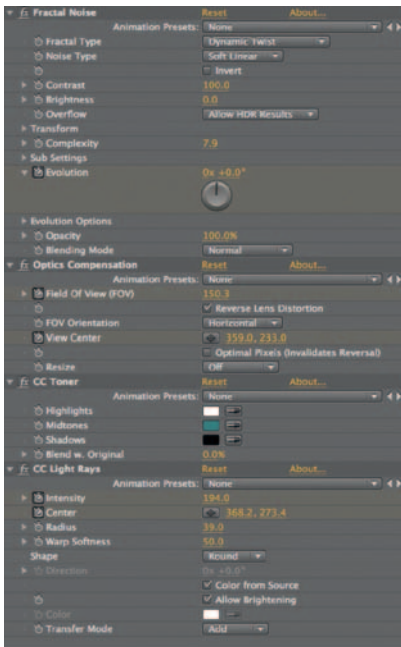 fx Fractal Noise Reset About...
Animation Presets: None
Fractal Type Dynamic Twist
Noise Type Soft Linear
Invert
Contrast 100.0
Brightness 0.0
Overflow Allow HDR Results
Transform
Complexity 7.9
Sub Settings
Evolution 0x +0.0°
Evolution Options
Opacity 100.0%
Blending Mode Normal
fx Optics Compensation Reset About...
Animation Presets: None
Field Of View (FOV) 150.3
Reverse Lens Distortion
FOV Orientation Horizontal
View Center 359.0, 233.0
Optimal Pixels (Invalidates Reversal)
Resize Off
fx CC Toner Reset About...
Animation Presets: None
Highlights
Midtones
Shadows
Blend w. Original 0.0%
fx CC Light Rays Reset About...
Animation Presets: None
Intensity 194.0
Center 368.2, 273.4
Radius 39.0
Warp Softness 50.0
Shape Round
Direction 0x +0.0°
Color from Source
Allow Brightening
Color
Transfer Mode Add